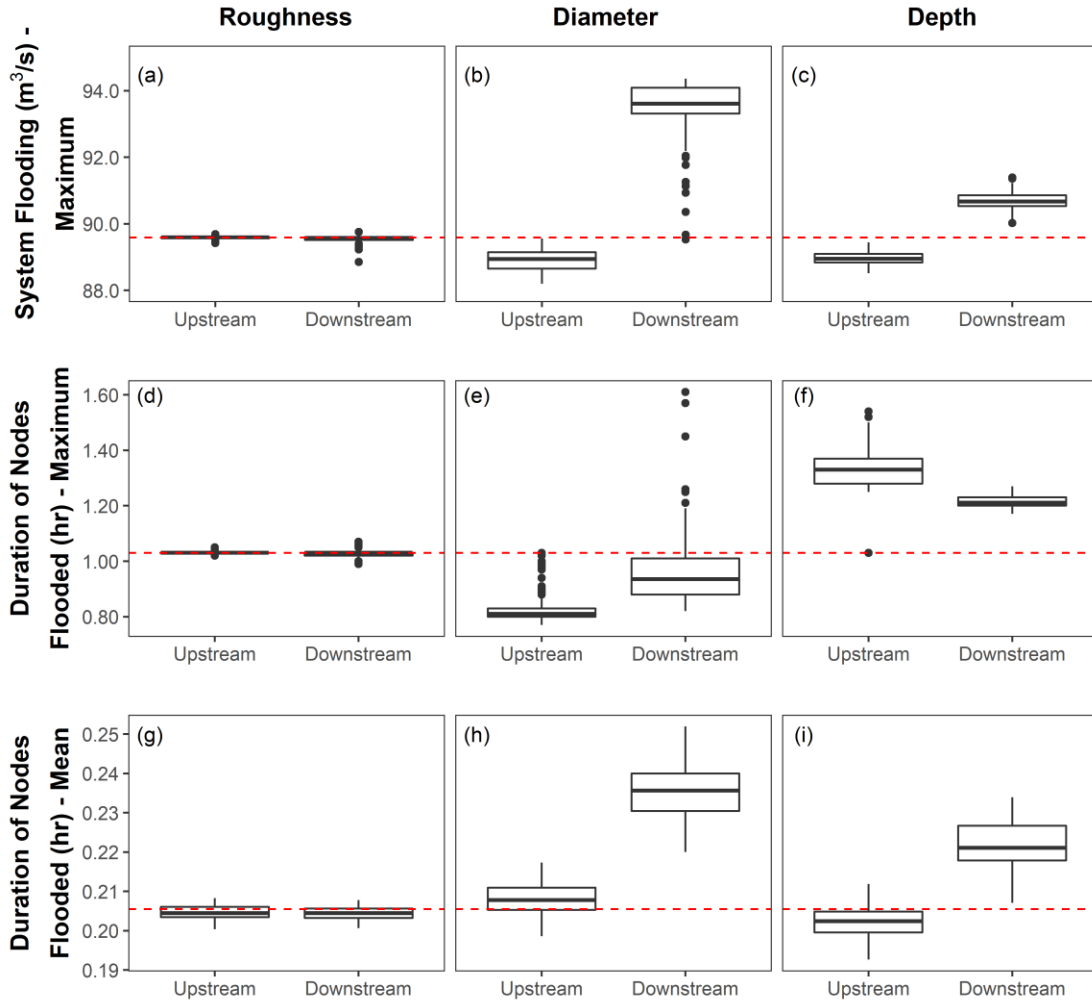 Roughness
Diameter
Depth
System Flooding (m³/s) -
Maximum
(a)
(b)
(c)
94.0
92.0
90.0
88.0
Upstream
Downstream
Upstream
Downstream
Upstream
Downstream
Duration of Nodes
Flooded (hr) - Maximum
(d)
(e)
(f)
1.60
1.40
1.20
1.00
0.80
Upstream
Downstream
Upstream
Downstream
Upstream
Downstream
Duration of Nodes
Flooded (hr) - Mean
(g)
(h)
(i)
0.25
0.24
0.23
0.22
0.21
0.20
0.19
Upstream
Downstream
Upstream
Downstream
Upstream
Downstream